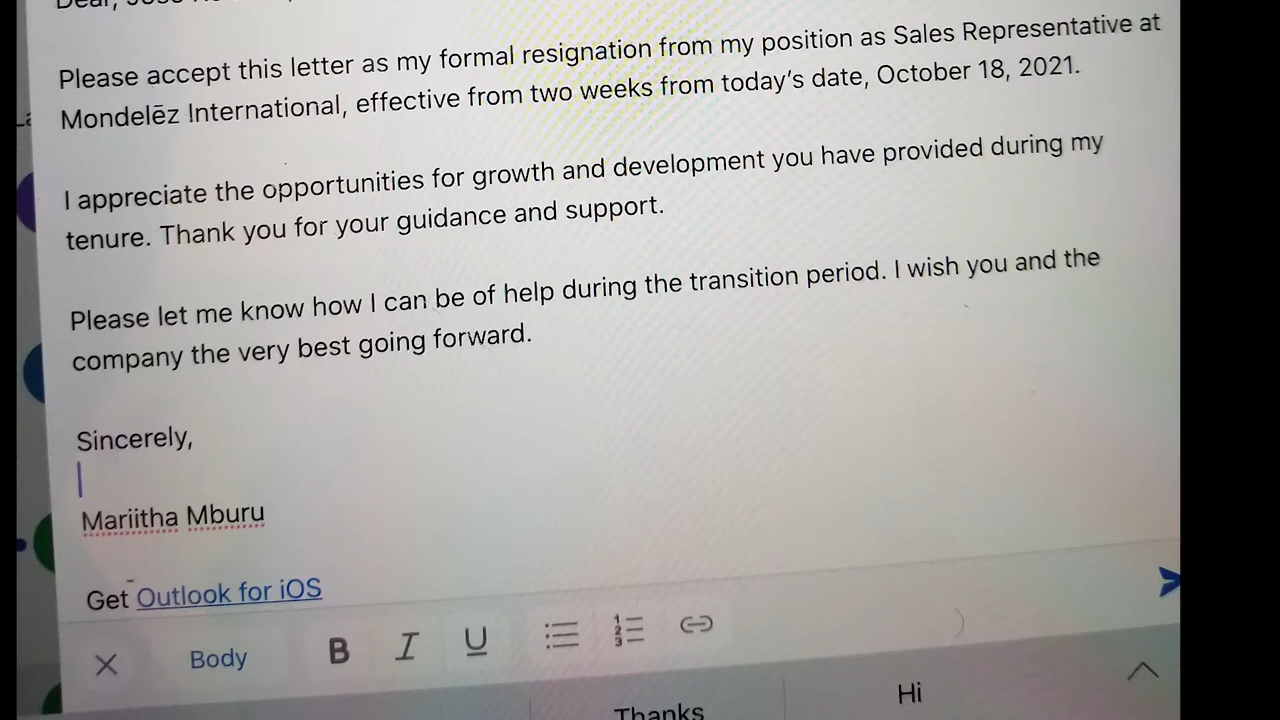 Dear,
Please accept this letter as my formal resignation from my position as Sales Representative at
Mondelēz International, effective from two weeks from today's date, October 18, 2021.
I appreciate the opportunities for growth and development you have provided during my
tenure. Thank you for your guidance and support.
Please let me know how I can be of help during the transition period. I wish you and the
company the very best going forward.
Sincerely,
Mariitha Mburu
Get Outlook for iOS
Body B I U
Thanks Hi